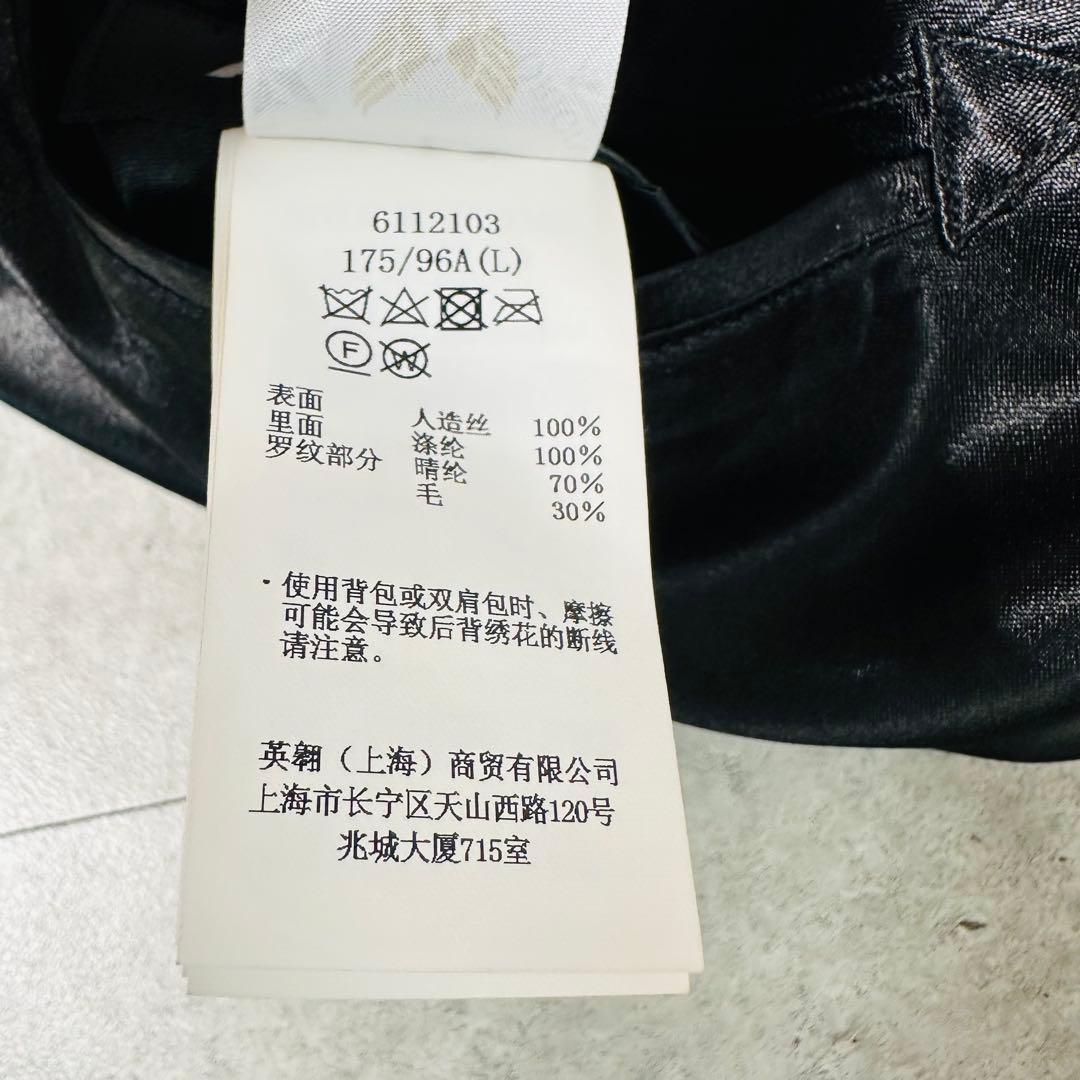 6112103
175/96A(L)
F
W
表面 人造丝 100%
里面 涤纶 100%
罗纹部分 晴纶 70%
毛 30%
·使用背包或双肩包时、摩擦
可能会导致后背绣花的断线
请注意。
英翱（上海）商贸有限公司
上海市长宁区天山西路120号
兆城大厦715室